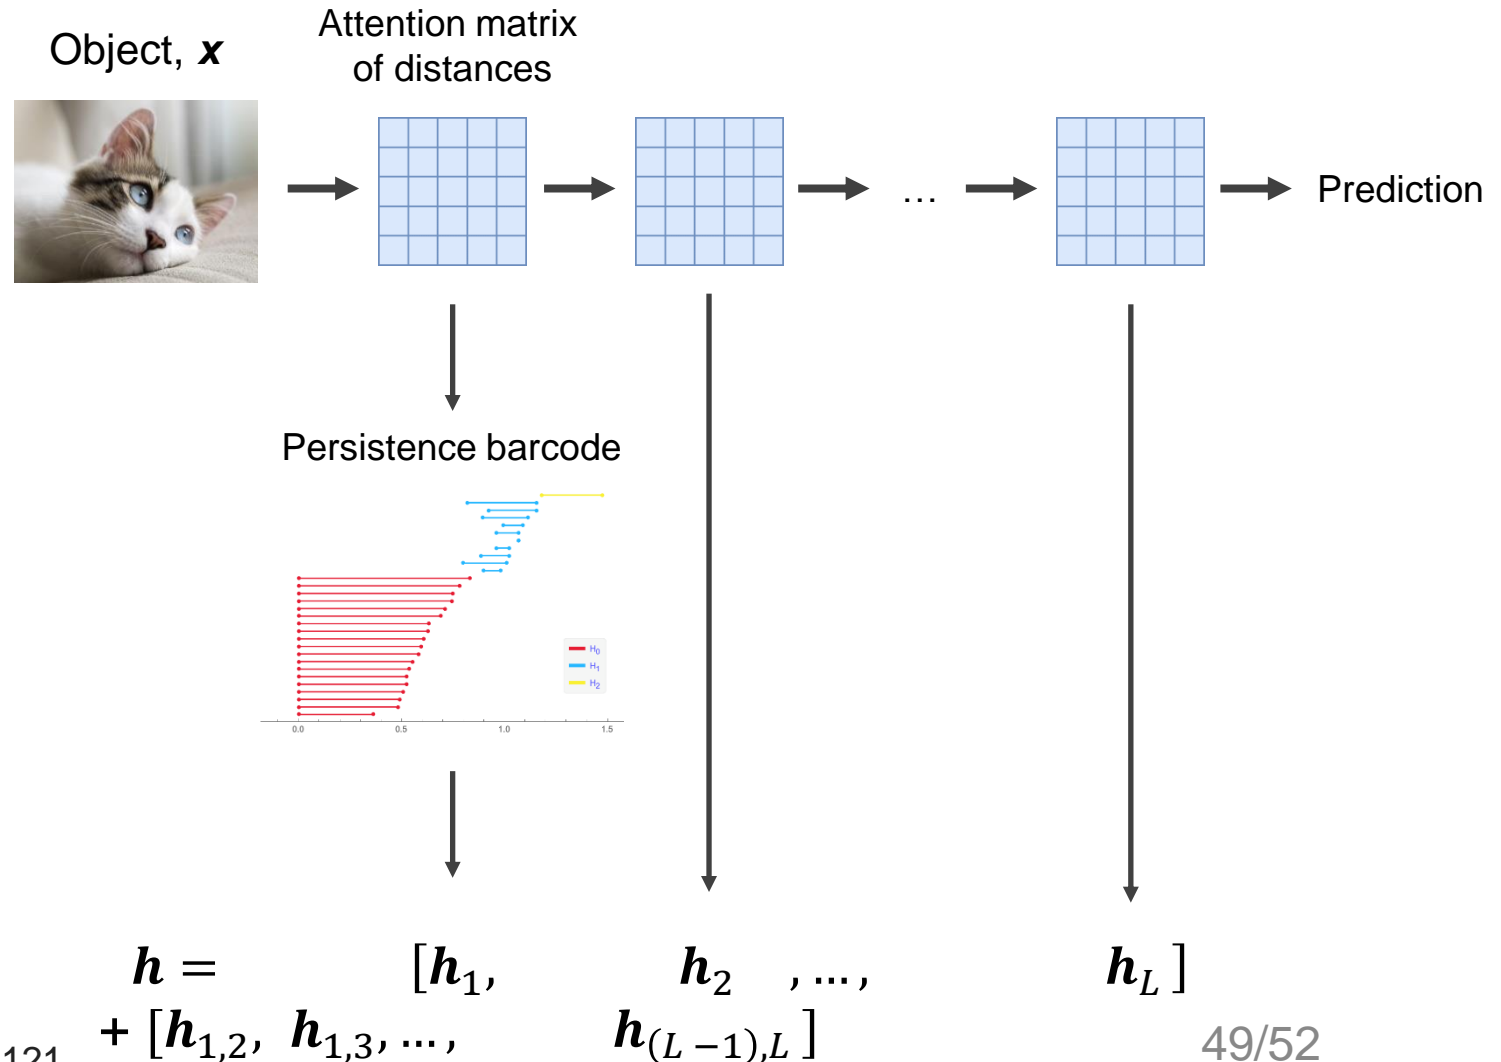 Object, x
Attention matrix
of distances
…
Prediction
Persistence barcode
H0
H1
H2
0.0 0.5 1.0 1.5
h = [h1, h2 , … , hL ]
+ [h1,2, h1,3, … , h(L −1),L ]
121
49/52